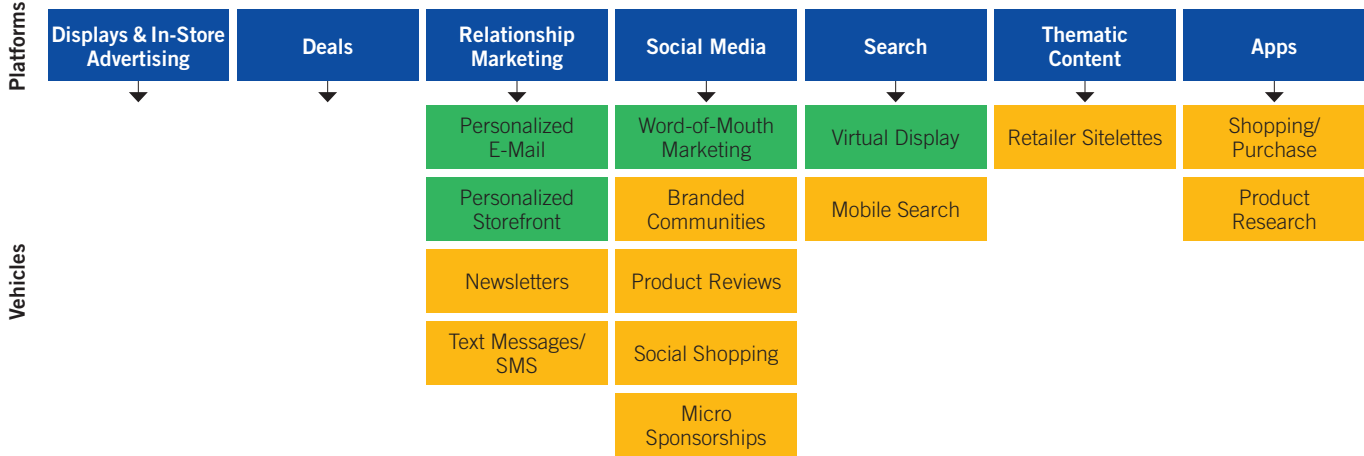 Platforms
Displays & In-Store
Advertising
Deals
Relationship
Marketing
Social Media
Search
Thematic
Content
Apps
Vehicles
Personalized
E-Mail
Word-of-Mouth
Marketing
Virtual Display
Retailer Sitelettes
Shopping/
Purchase
Personalized
Storefront
Branded
Communities
Mobile Search
Product
Research
Newsletters
Product Reviews
Text Messages/
SMS
Social Shopping
Micro
Sponsorships